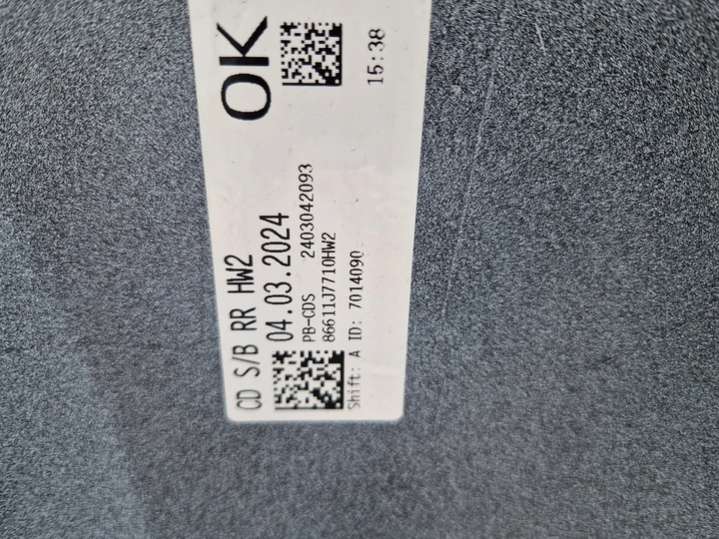 CD S/B RR HW2
OK
04.03.2024
PB-CDS 2403042093
86611J7710HW2
Shift: A ID: 7014090
15:38